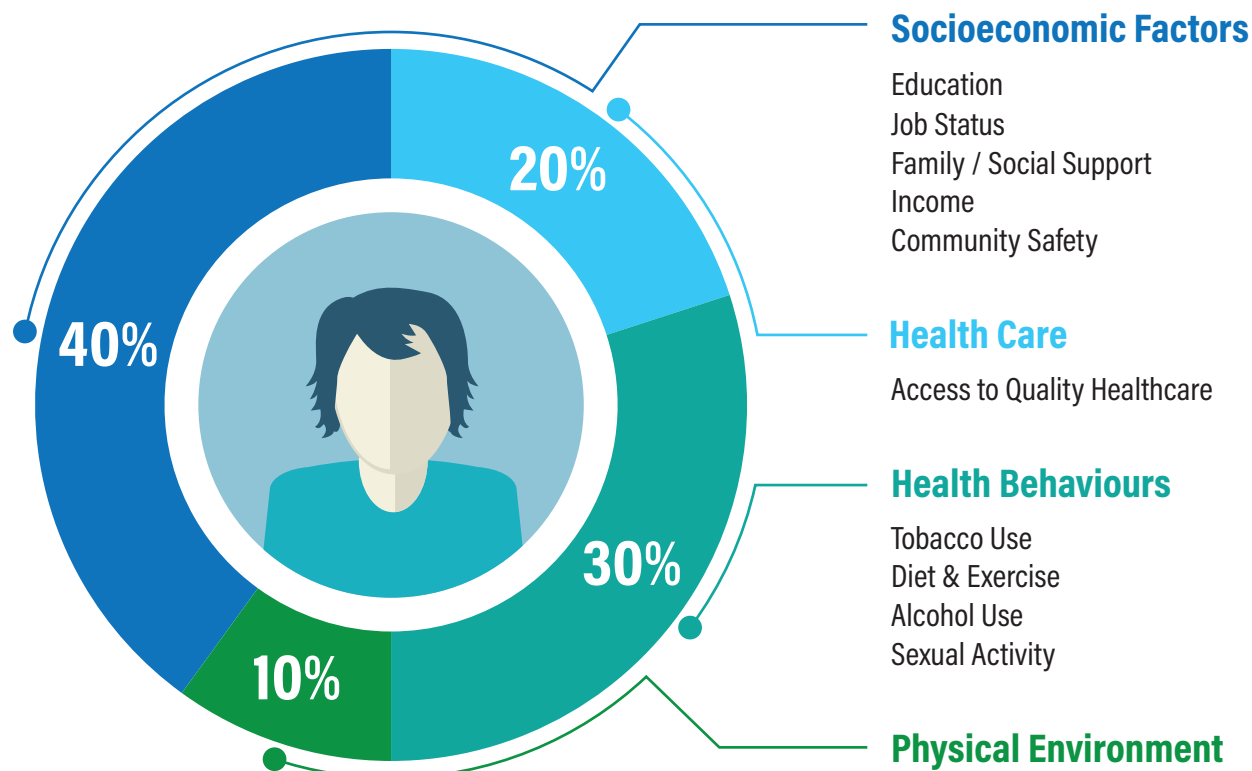 Socioeconomic Factors
Education
Job Status
Family / Social Support
Income
Community Safety
20%
40%
Health Care
Access to Quality Healthcare
Health Behaviours
Tobacco Use
Diet & Exercise
Alcohol Use
Sexual Activity
30%
10%
Physical Environment